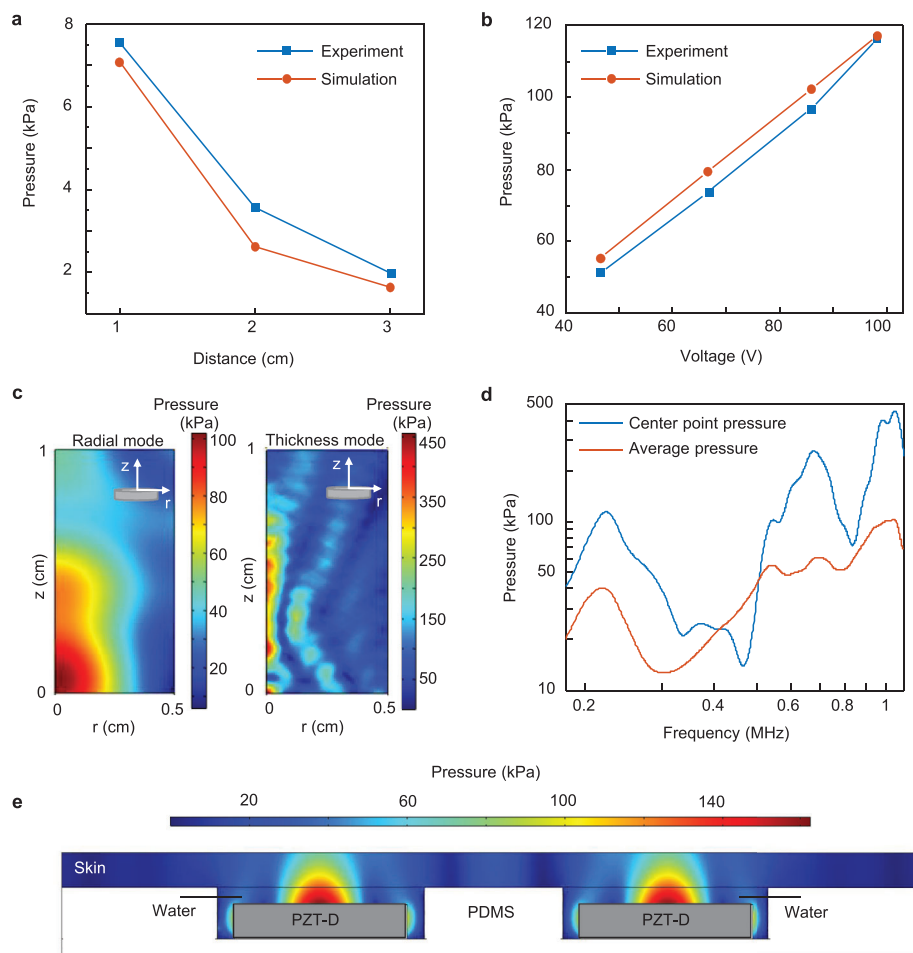 a
8
6
4
2
Pressure (kPa)
Experiment
Simulation
1 2 3
Distance (cm)
b
120
100
80
60
40
Pressure (kPa)
Experiment
Simulation
40 60 80 100
Voltage (V)
c
Pressure
(kPa)
Radial mode
1
z
r
z (cm)
0
0 0.5
r (cm)
100
80
60
40
20
Pressure
(kPa)
Thickness mode
1
z
r
z (cm)
0
0 0.5
r (cm)
450
350
250
150
50
d
500
100
50
10
Pressure (kPa)
Center point pressure
Average pressure
0.2 0.4 0.6 0.8 1
Frequency (MHz)
e
Pressure (kPa)
20 60 100 140
Skin
Water PDMS Water
PZT-D PZT-D